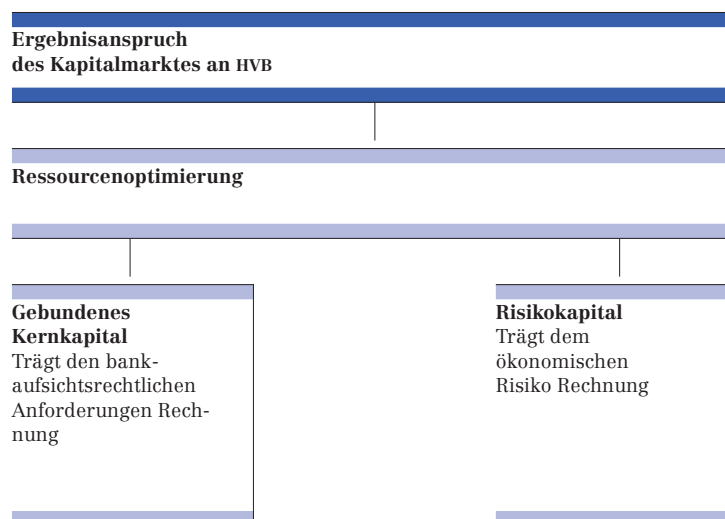 Ergebnisanspruch
des Kapitalmarktes an HVB
Ressourcenoptimierung
Gebundenes
Kernkapital
Trägt den bank-
aufsichtsrechtlichen
Anforderungen Rech-
nung
Risikokapital
Trägt dem
ökonomischen
Risiko Rechnung